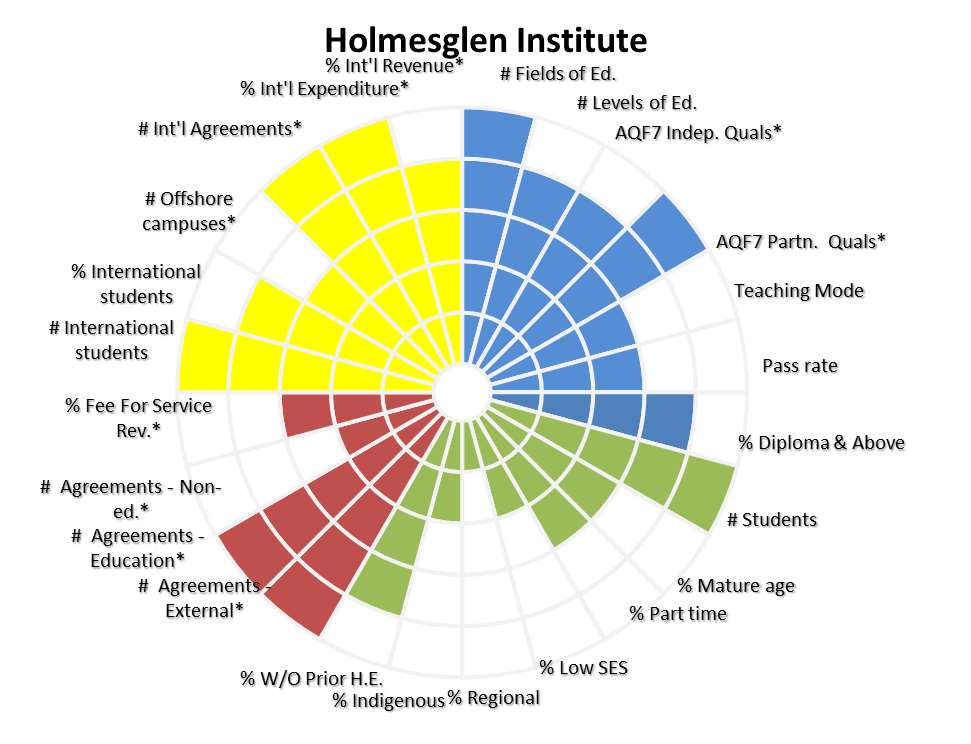 Holmesglen Institute
% Int'l Revenue*
# Fields of Ed.
% Int'l Expenditure*
# Levels of Ed.
# Int'l Agreements*
AQF7 Indep. Quals*
# Offshore
campuses*
AQF7 Partn.  Quals*
% International
students
Teaching Mode
# International
students
Pass rate
% Fee For Service
Rev.*
% Diploma & Above
#  Agreements - Non-
ed.*
# Students
#  Agreements -
Education*
#  Agreements -
External*
% Mature age
% Part time
% Low SES
% W/O Prior H.E.
% Indigenous
% Regional